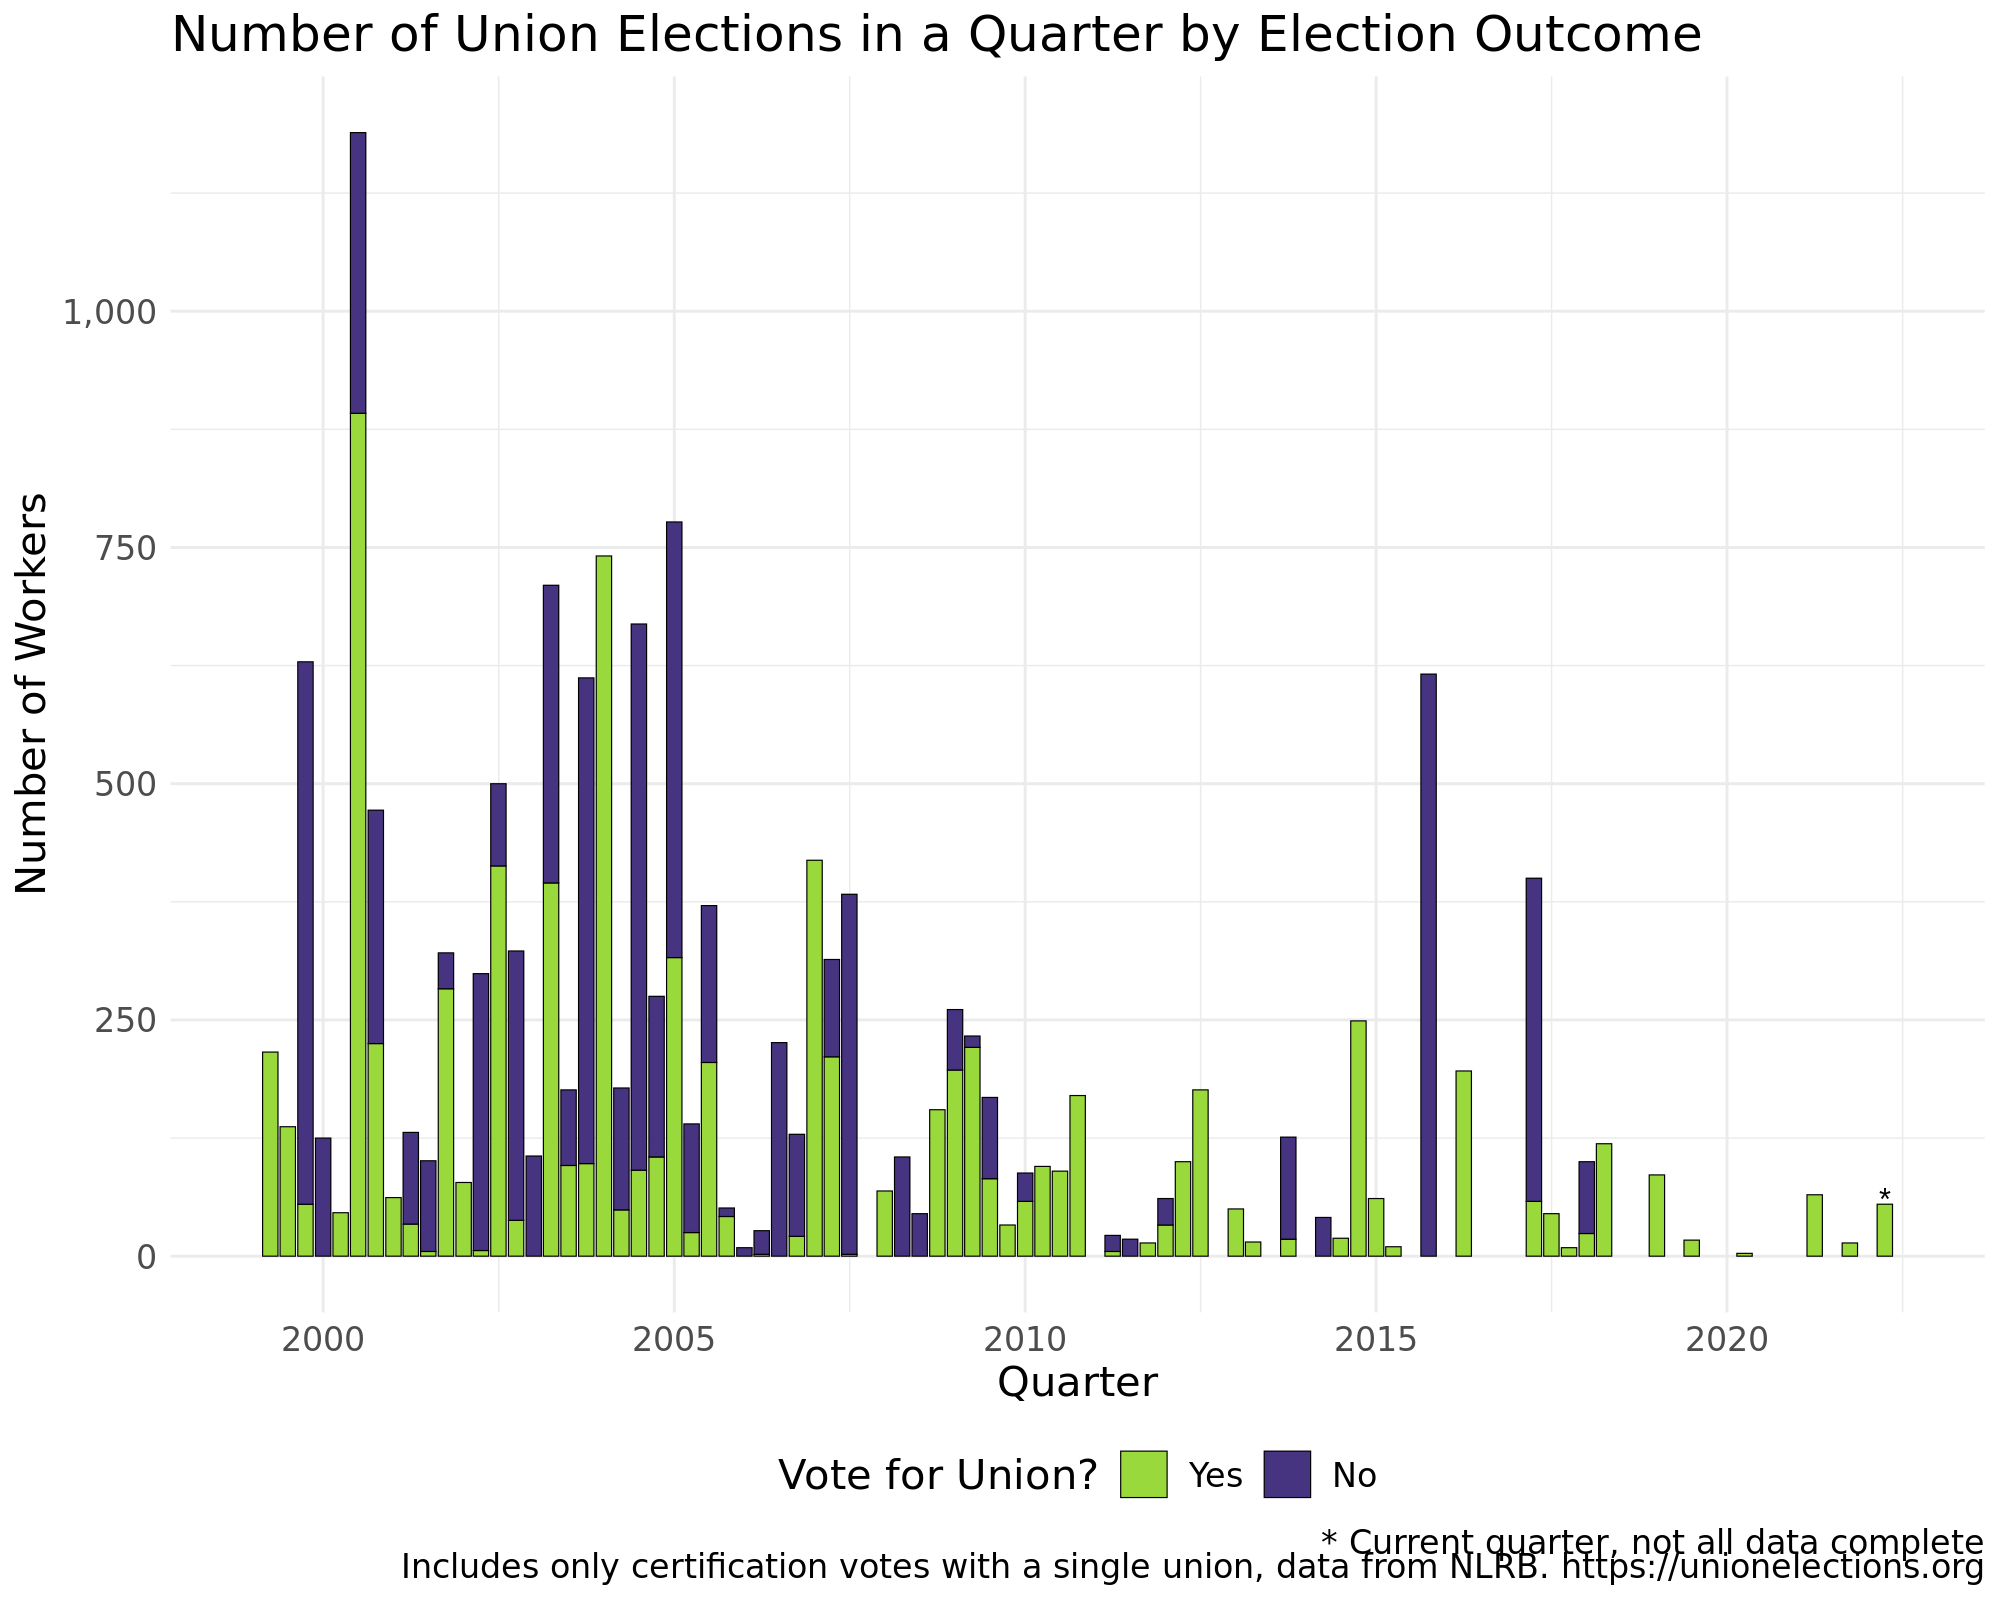 Number of Union Elections in a Quarter by Election Outcome
Number of Workers
1,000
750
500
250
0
*
2000 2005 2010 2015 2020
Quarter
Vote for Union? Yes No
* Current quarter, not all data complete
Includes only certification votes with a single union, data from NLRB. https://unionelections.org